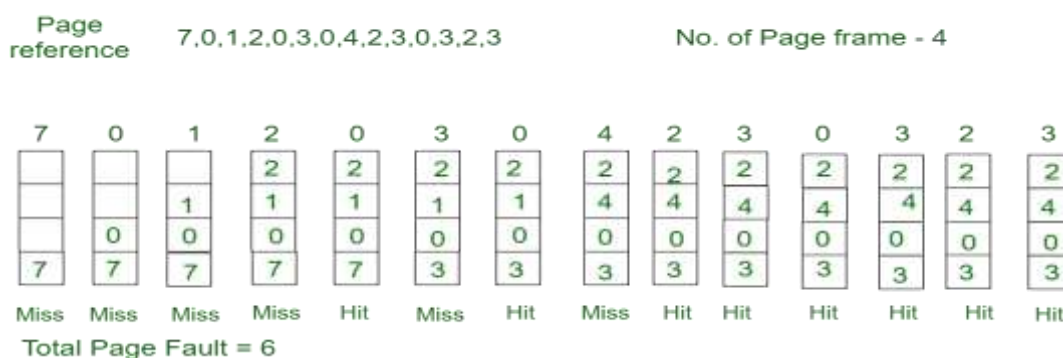 Page reference
7,0,1,2,0,3,0,4,2,3,0,3,2,3
No. of Page frame - 4
7 0 1 2 0 3 0 4 2 3 0 3 2 3
2 2 2 2 2 2 2 2 2 2 2
1 1 1 1 1 4 4 4 4 4 4 4
0 0 0 0 0 0 0 0 0 0 0 0 0
7 7 7 7 7 3 3 3 3 3 3 3 3 3
Miss Miss Miss Miss Hit Miss Hit Miss Hit Hit Hit Hit Hit Hit
Total Page Fault = 6